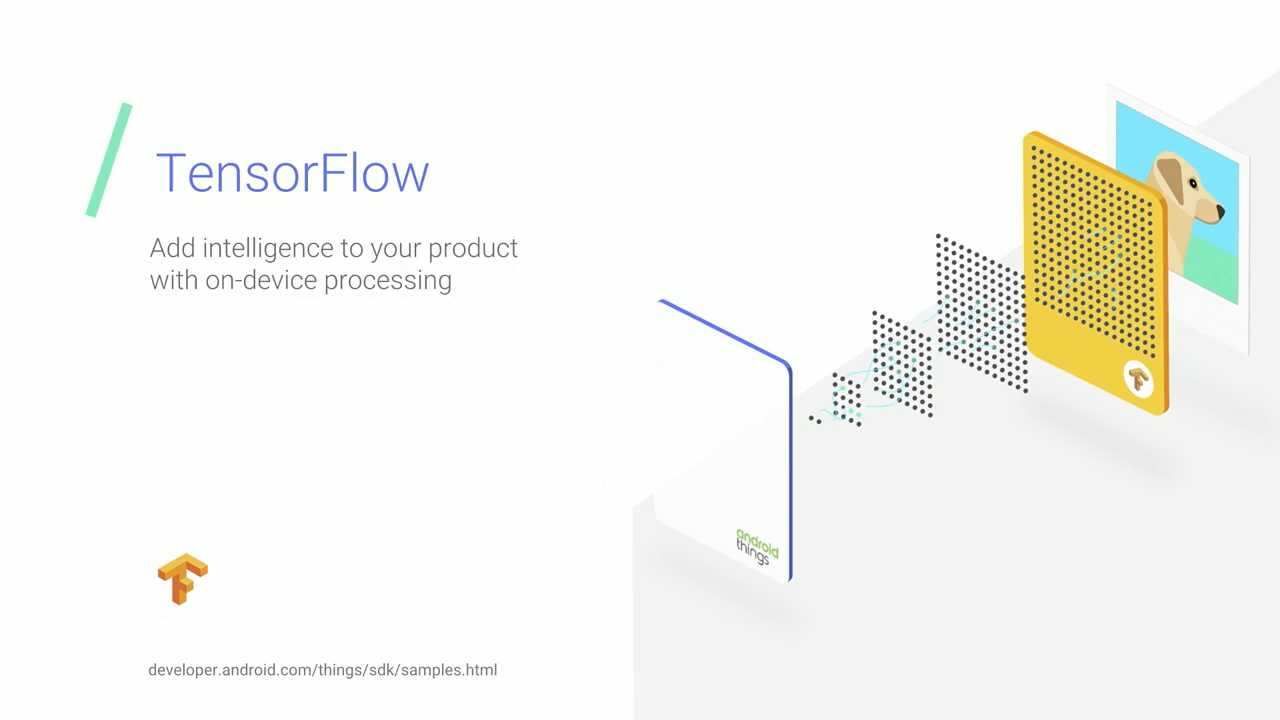 TensorFlow
Add intelligence to your product
with on-device processing
android
things
developer.android.com/things/sdk/samples.html